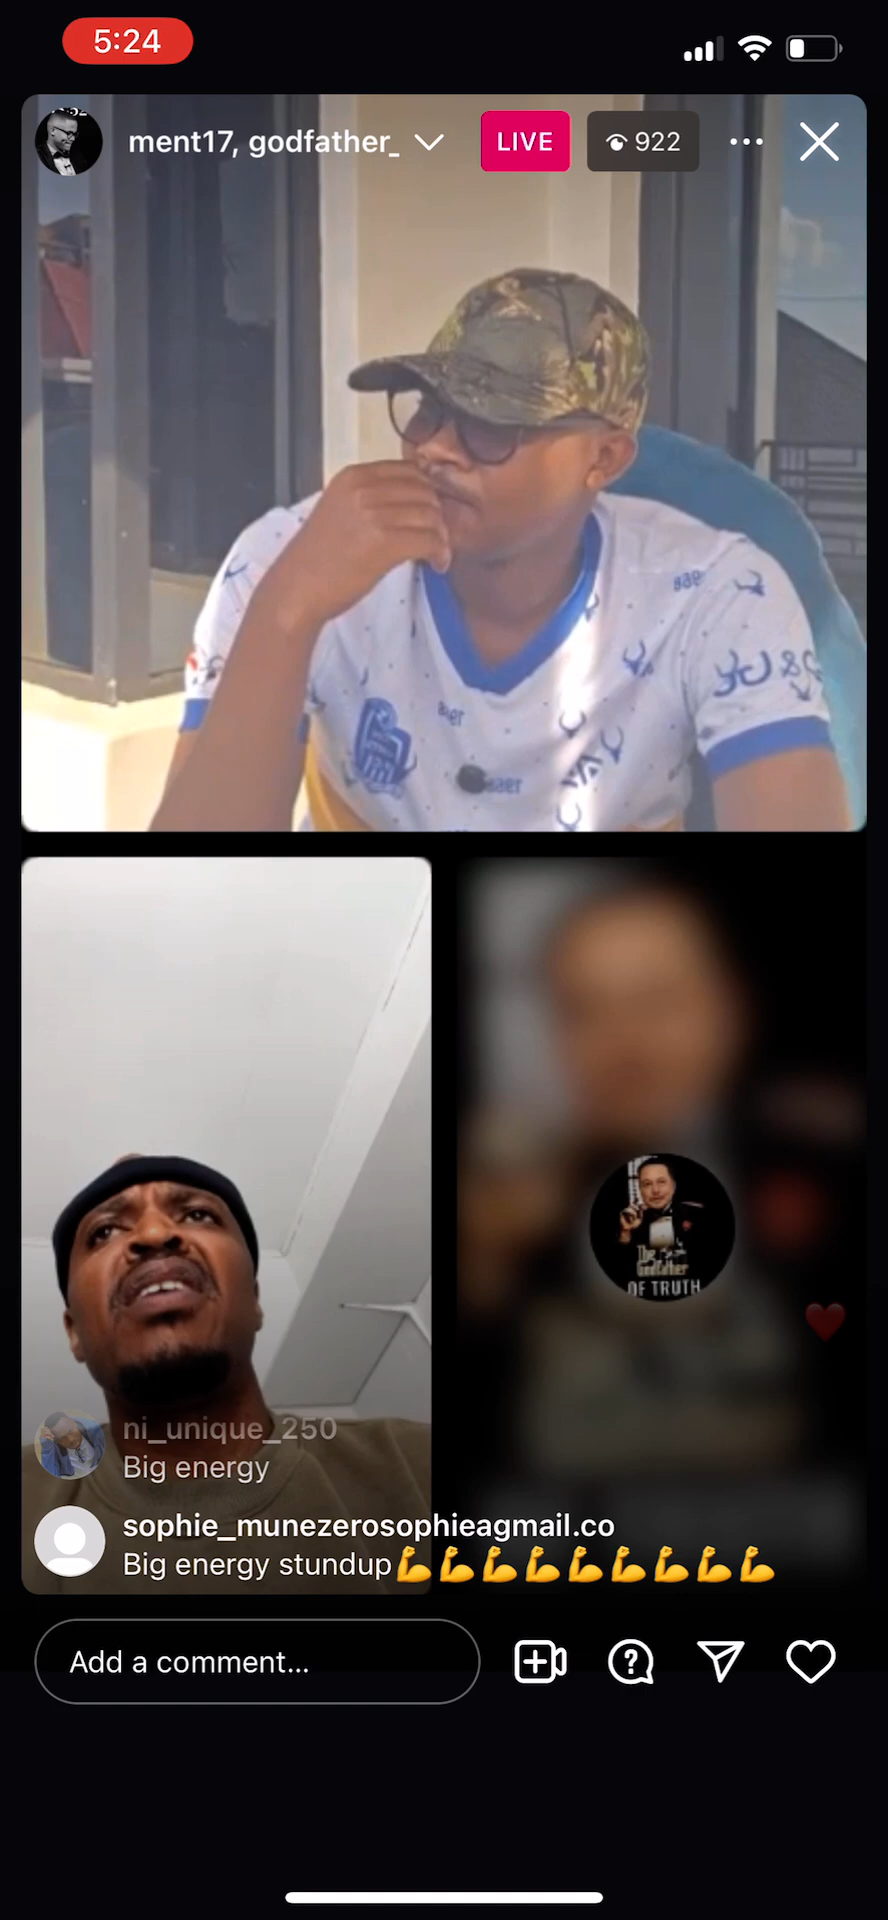 5:24
ment17, godfather_
LIVE
922
The
Godfather
OF TRUTH
ni_unique_250
Big energy
sophie_munezerosophieagmail.co
Big energy stundup💪💪💪💪💪💪💪💪💪
Add a comment...